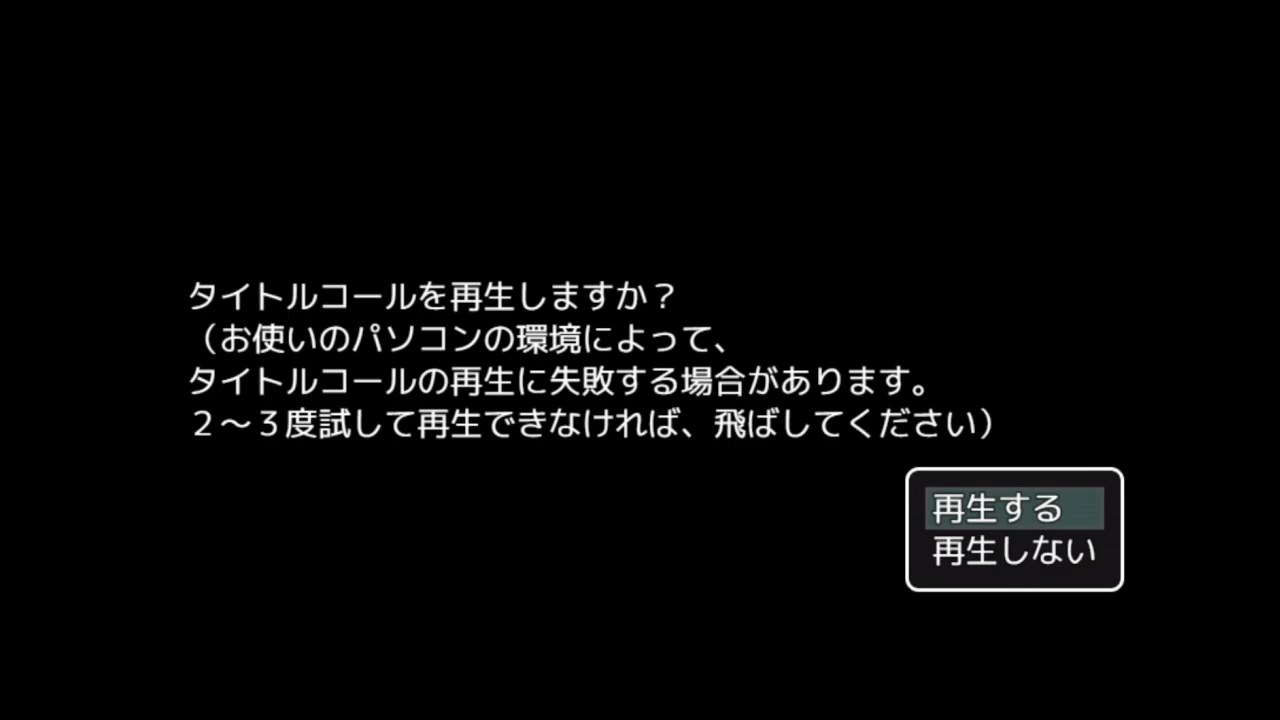 タイトルコールを再生しますか？
（お使いのパソコンの環境によって、
タイトルコールの再生に失敗する場合があります。
２～３度試して再生できなければ、飛ばしてください）
再生する
再生しない